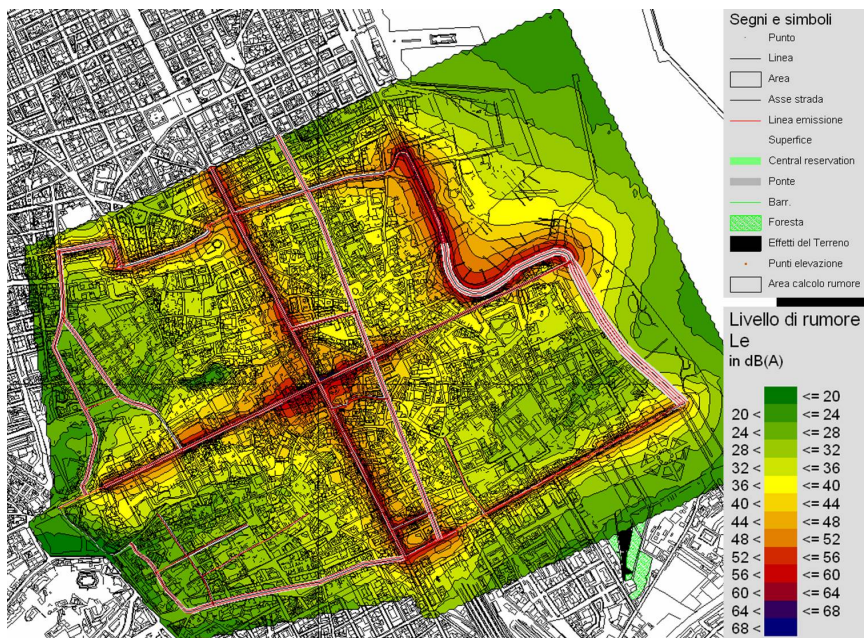 Segni e simboli
Punto
Linea
Area
Asse strada
Linea emissione
Superfice
Central reservation
Ponte
Barr.
Foresta
Effetti del Terreno
Punti elevazione
Area calcolo rumore
Livello di rumore
Le
in dB(A)
<= 20
20 < <= 24
24 < <= 28
28 < <= 32
32 < <= 36
36 < <= 40
40 < <= 44
44 < <= 48
48 < <= 52
52 < <= 56
56 < <= 60
60 < <= 64
64 < <= 68
68 <